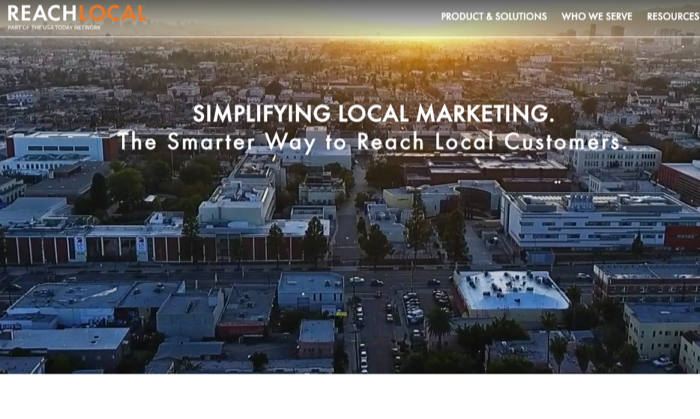 REACHLOCAL
PART OF THE USA TODAY NETWORK
PRODUCT & SOLUTIONS WHO WE SERVE RESOURCES
SIMPLIFYING LOCAL MARKETING.
The Smarter Way to Reach Local Customers.